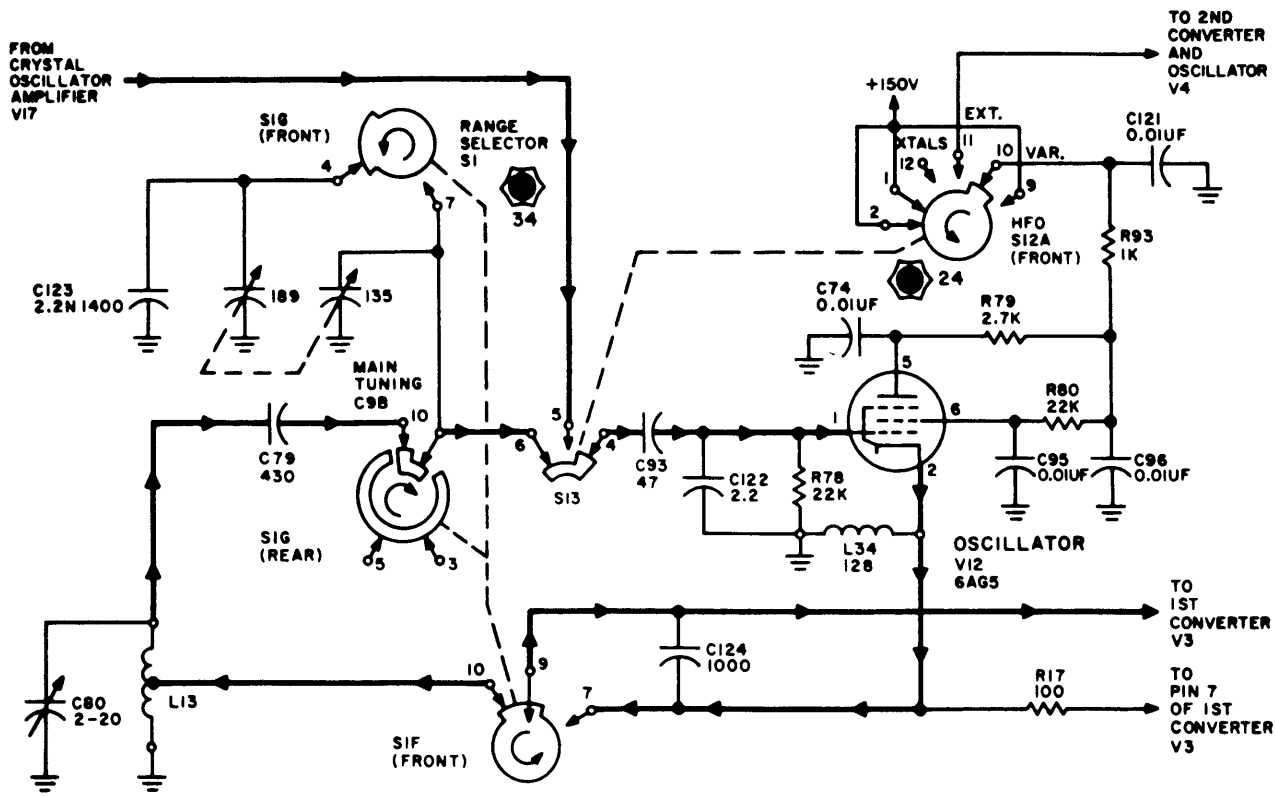 FROM
CRYSTAL
OSCILLATOR
AMPLIFIER
V17
S1G
(FRONT)
RANGE
SELECTOR
S1
34
4
7
C123
2.2N1400
189
135
MAIN
TUNING
C9B
10
C79
430
S1G
(REAR)
5
3
5
6
4
S13
C93
47
C122
2.2
R78
22K
L34
128
TO 2ND
CONVERTER
AND
OSCILLATOR
V4
+150V
EXT.
11
XTALS
12
10
VAR.
1
2
9
HFO
S12A
(FRONT)
24
C121
0.01UF
R93
1K
C74
0.01UF
R79
2.7K
5
1
6
2
R80
22K
C95
0.01UF
C96
0.01UF
OSCILLATOR
V12
6AG5
TO
1ST
CONVERTER
V3
C124
1000
9
10
7
R17
100
TO
PIN 7
OF 1ST
CONVERTER
V3
C80
2-20
L13
S1F
(FRONT)